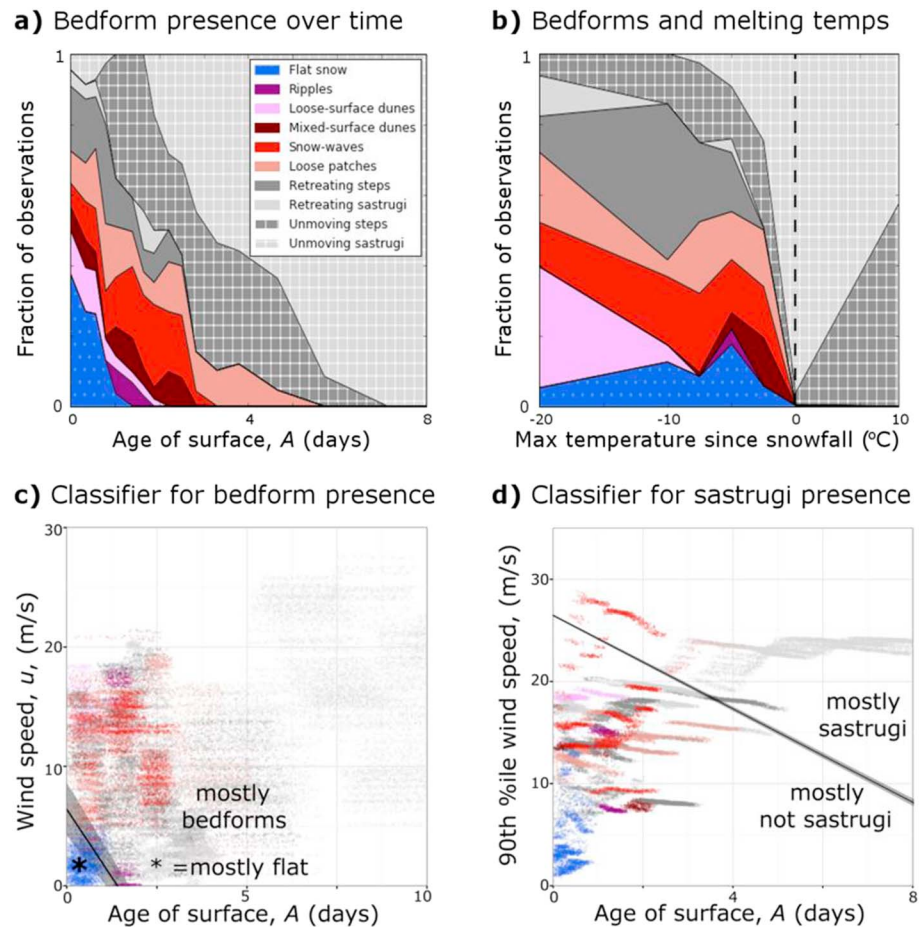 a) Bedform presence over time
1
Fraction of observations
0
0
4
8
Age of surface, A (days)
Flat snow
Ripples
Loose-surface dunes
Mixed-surface dunes
Snow-waves
Loose patches
Retreating steps
Retreating sastrugi
Unmoving steps
Unmoving sastrugi
b) Bedforms and melting temps
1
Fraction of observations
0
-20
-10
0
10
Max temperature since snowfall (°C)
c) Classifier for bedform presence
30
20
10
0
Wind speed, u, (m/s)
mostly
bedforms
*
* =mostly flat
0
5
10
Age of surface, A (days)
d) Classifier for sastrugi presence
30
20
10
0
90th %ile wind speed, (m/s)
mostly
sastrugi
mostly
not sastrugi
0
4
8
Age of surface, A (days)